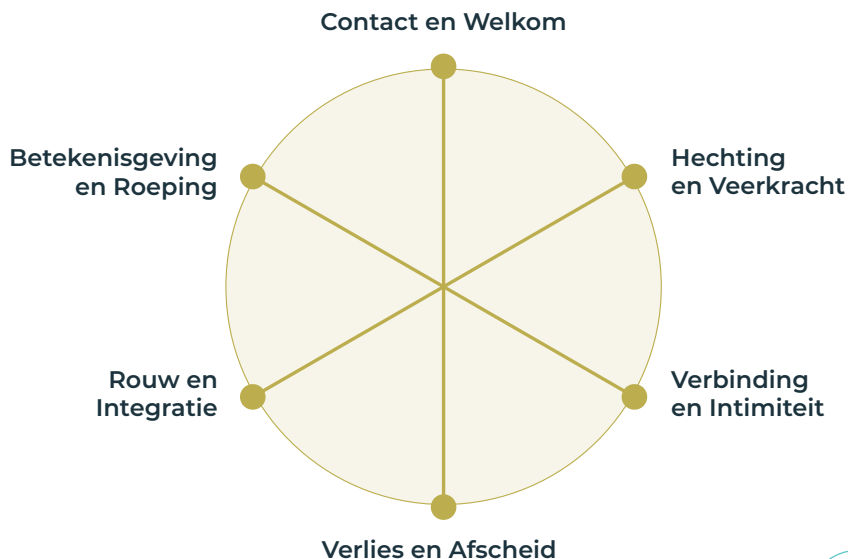 Contact en Welkom
Hechting
en Veerkracht
Verbinding
en Intimiteit
Verlies en Afscheid
Rouw en
Integratie
Betekenisgeving
en Roeping